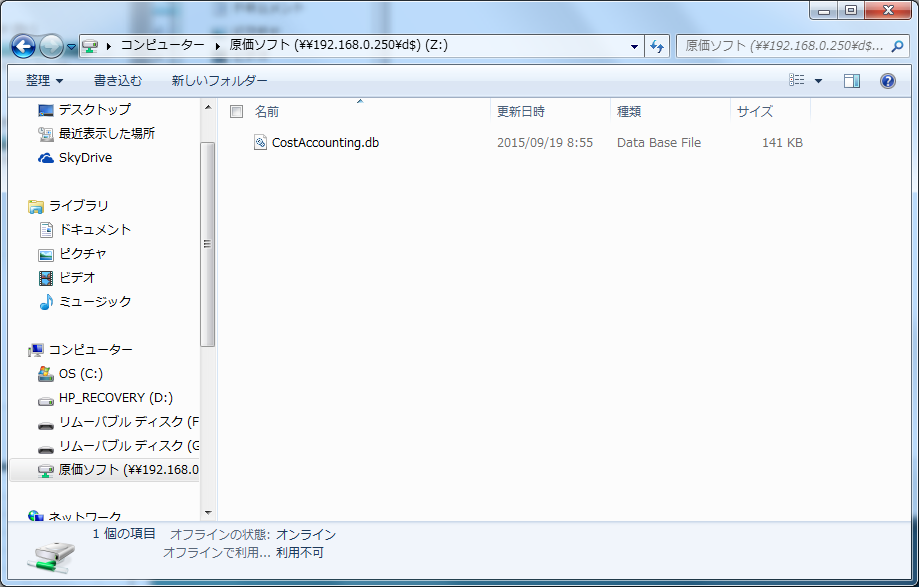 コンピューター ▸ 原価ソフト (¥¥192.168.0.250¥d$) (Z:)
原価ソフト (¥¥192.168.0.250¥d$...
整理 書き込む 新しいフォルダー
デスクトップ
最近表示した場所
SkyDrive
ライブラリ
ドキュメント
ピクチャ
ビデオ
ミュージック
コンピューター
OS (C:)
HP_RECOVERY (D:)
リムーバブル ディスク (F
リムーバブル ディスク (G
原価ソフト (¥¥192.168.0
ネットワーク
名前 更新日時 種類 サイズ
CostAccounting.db 2015/09/19 8:55 Data Base File 141 KB
1 個の項目 オフラインの状態: オンライン
オフラインで利用... 利用不可